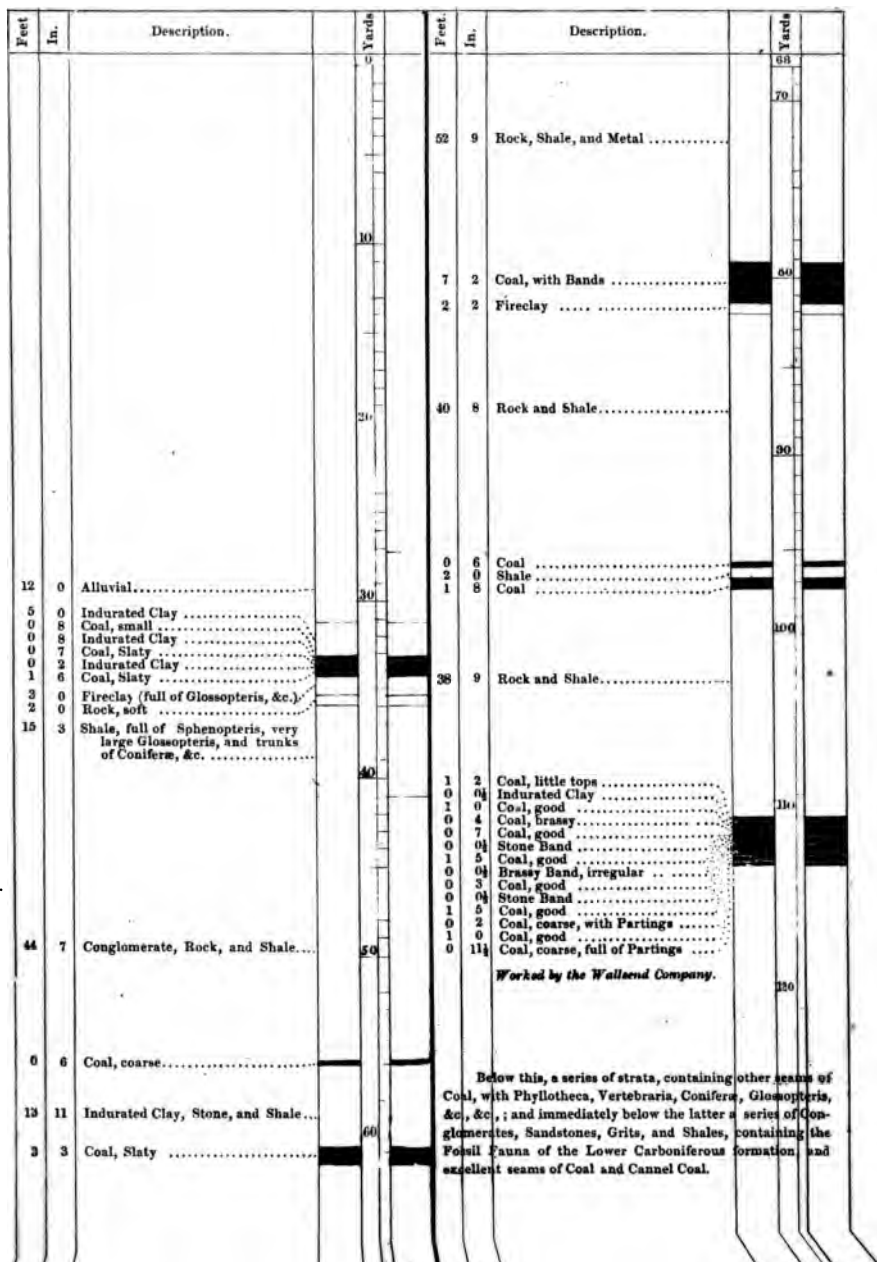 Feet In. Description. Yards
0
10
20
12 0 Alluvial
30
5 0 Indurated Clay
0 8 Coal, small
0 8 Indurated Clay
0 7 Coal, Slaty
0 2 Indurated Clay
1 6 Coal, Slaty
3 0 Fireclay (full of Glossopteris, &c.)
2 0 Rock, soft
15 3 Shale, full of Sphenopteris, very
large Glossopteris, and trunks
of Coniferæ, &c.
40
44 7 Conglomerate, Rock, and Shale
50
0 6 Coal, coarse
13 11 Indurated Clay, Stone, and Shale
60
3 3 Coal, Slaty
Feet. In. Description. Yards
68
70
52 9 Rock, Shale, and Metal
7 2 Coal, with Bands
80
2 2 Fireclay
40 8 Rock and Shale
90
0 6 Coal
2 0 Shale
1 8 Coal
100
38 9 Rock and Shale
1 2 Coal, little tops
0 0½ Indurated Clay
110
1 0 Coal, good
0 4 Coal, brassy
0 7 Coal, good
0 0½ Stone Band
1 5 Coal, good
0 0½ Brassy Band, irregular
0 3 Coal, good
0 0½ Stone Band
1 5 Coal, good
0 2 Coal, coarse, with Partings
1 0 Coal, good
0 11½ Coal, coarse, full of Partings
Worked by the Wallsend Company.
120
Below this, a series of strata, containing other seams of
Coal, with Phyllotheca, Vertebraria, Coniferæ, Glossopteris,
&c., &c.,; and immediately below the latter a series of Con-
glomerates, Sandstones, Grits, and Shales, containing the
Fossil Fauna of the Lower Carboniferous formation, and
excellent seams of Coal and Cannel Coal.